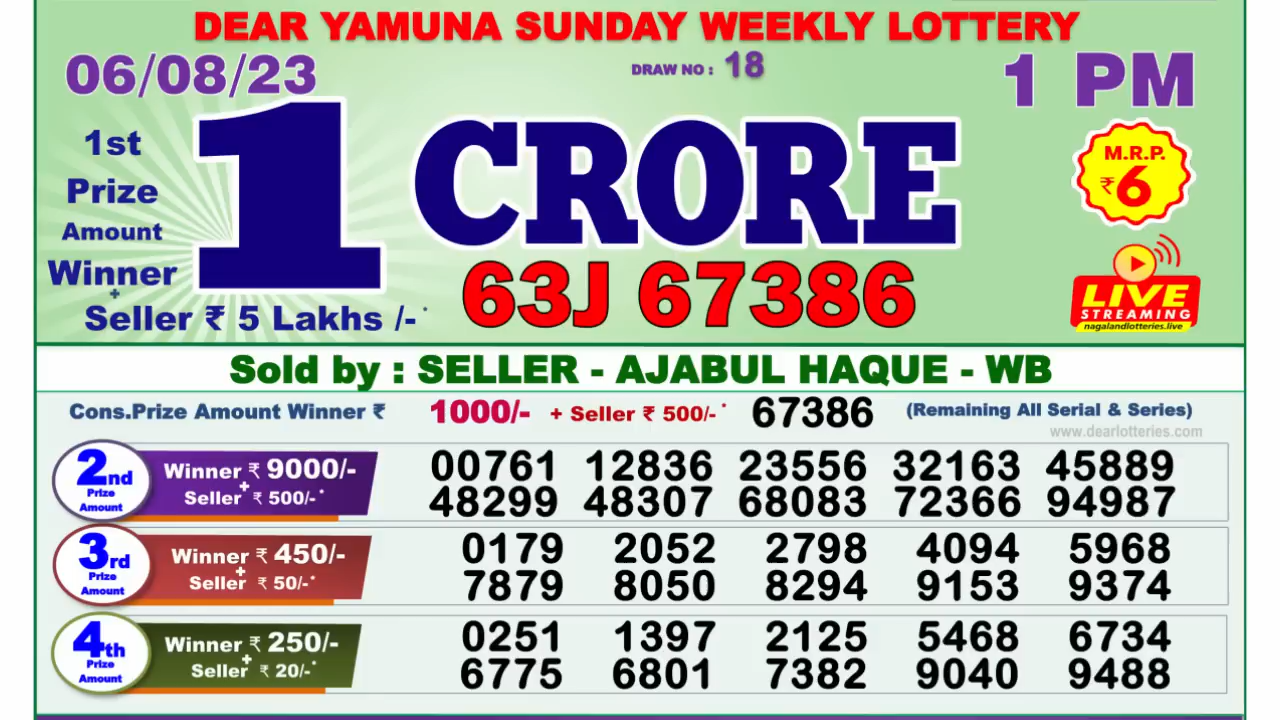 DEAR YAMUNA SUNDAY WEEKLY LOTTERY
06/08/23 DRAW NO : 18 1 PM
1st
Prize
Amount
Winner
+
Seller ₹ 5 Lakhs /-*
1 CRORE
63J 67386
M.R.P.
₹6
LIVE
STREAMING
nagalandlotteries.live
Sold by : SELLER - AJABUL HAQUE - WB
Cons.Prize Amount Winner ₹ 1000/- + Seller ₹ 500/-* 67386 (Remaining All Serial & Series)
www.dearlotteries.com
2nd
Prize
Amount
Winner ₹ 9000/-
+
Seller ₹ 500/-*
00761 12836 23556 32163 45889
48299 48307 68083 72366 94987
3rd
Prize
Amount
Winner ₹ 450/-
+
Seller ₹ 50/-*
0179 2052 2798 4094 5968
7879 8050 8294 9153 9374
4th
Prize
Amount
Winner ₹ 250/-
+
Seller ₹ 20/-*
0251 1397 2125 5468 6734
6775 6801 7382 9040 9488